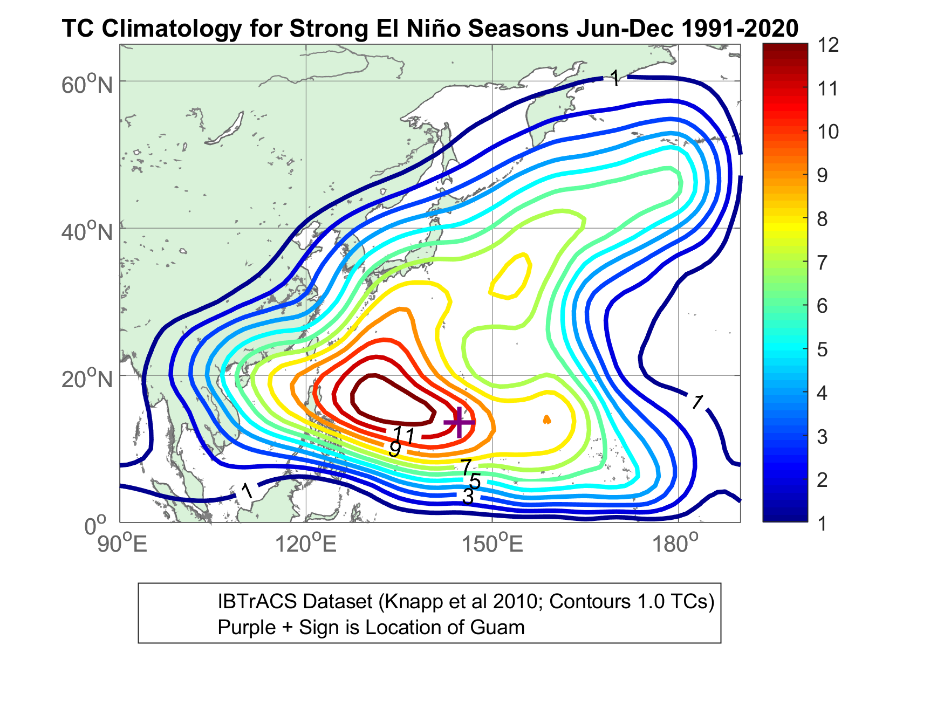 TC Climatology for Strong El Niño Seasons Jun-Dec 1991-2020
60°N
40°N
20°N
0°
90°E
120°E
150°E
180°
1
1
1
11
9
7
5
3
12
11
10
9
8
7
6
5
4
3
2
1
IBTrACS Dataset (Knapp et al 2010; Contours 1.0 TCs)
Purple + Sign is Location of Guam